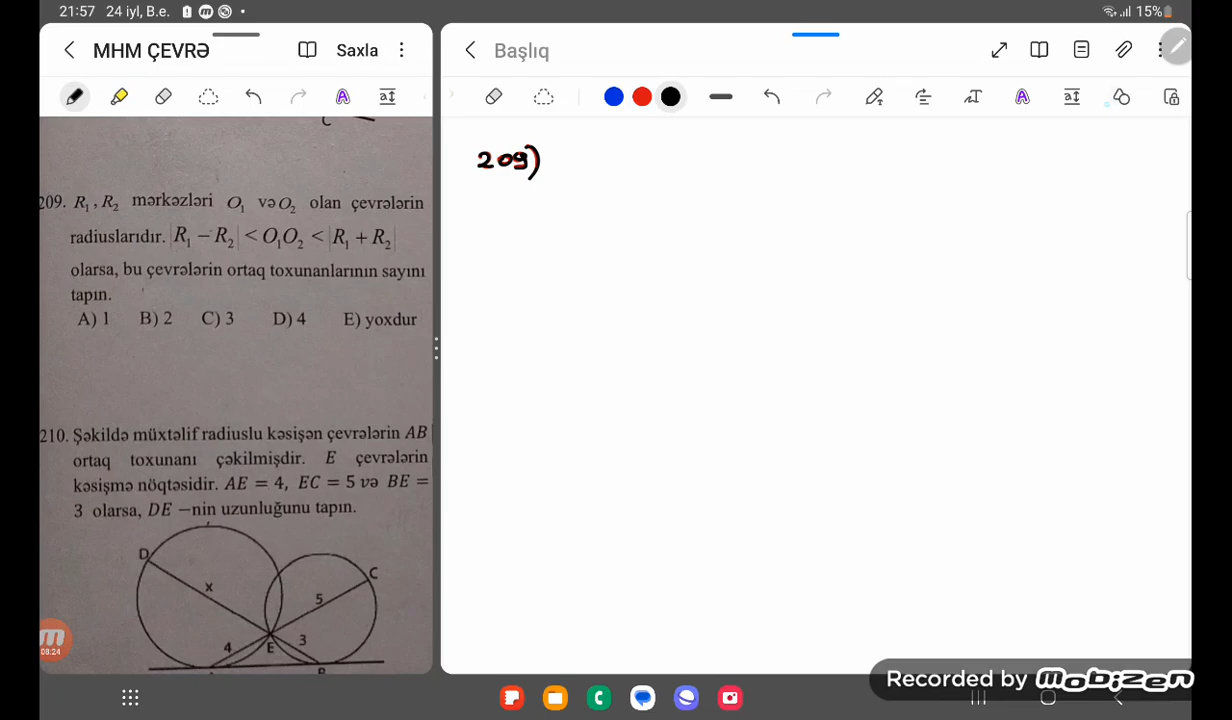 21:57 24 iyl, B.e.
15%
MHM ÇEVRƏ
Saxla
Başlıq
209)
209. R₁, R₂ mərkəzləri O₁ və O₂ olan çevrələrin
radiuslarıdır. |R₁ − R₂| < O₁O₂ < |R₁ + R₂|
olarsa, bu çevrələrin ortaq toxunanlarının sayını
tapın.
A) 1 B) 2 C) 3 D) 4 E) yoxdur
210. Şəkildə müxtəlif radiuslu kəsişən çevrələrin AB
ortaq toxunanı çəkilmişdir. E çevrələrin
kəsişmə nöqtəsidir. AE = 4, EC = 5 və BE =
3 olarsa, DE −nin uzunluğunu tapın.
D
C
x
5
4
E
3
08:24
Recorded by mobizen